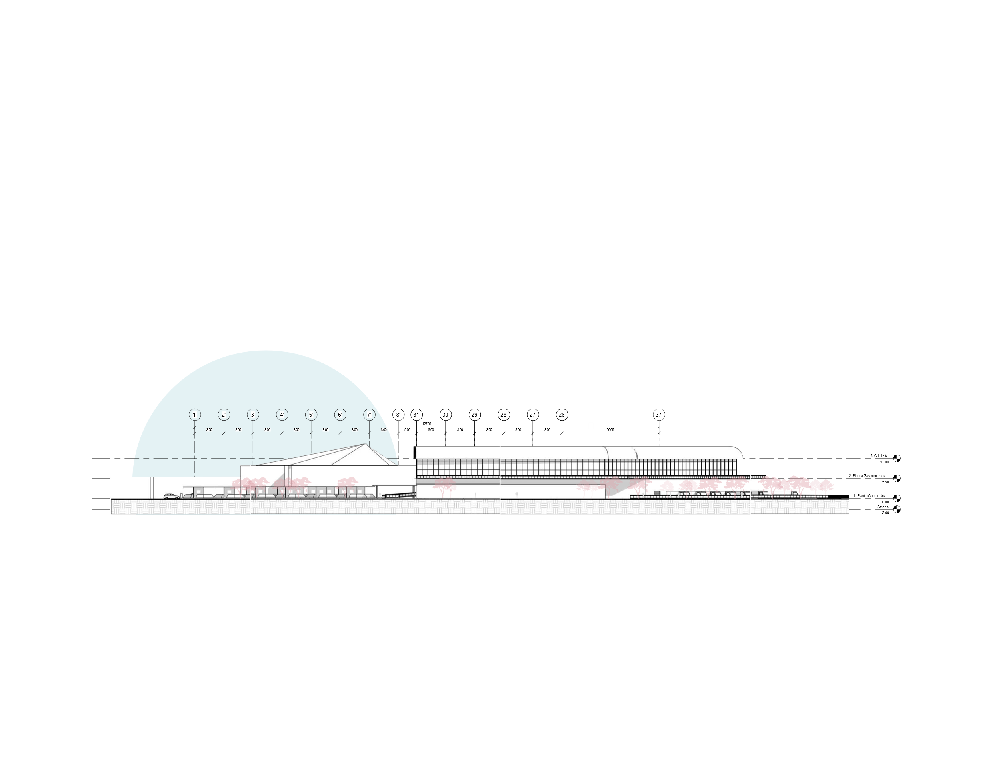 1' 2' 3' 4' 5' 6' 7' 8' 31 30 29 28 27 26 37
127.69
8.00 8.00 8.00 8.00 8.00 8.00 8.00 5.00 8.00 8.00 8.00 8.00 8.00 26.69
3. Cubierta
11.00
2. Planta Gastronomica
5.50
1. Planta Campesina
0.00
Sotano
-3.00